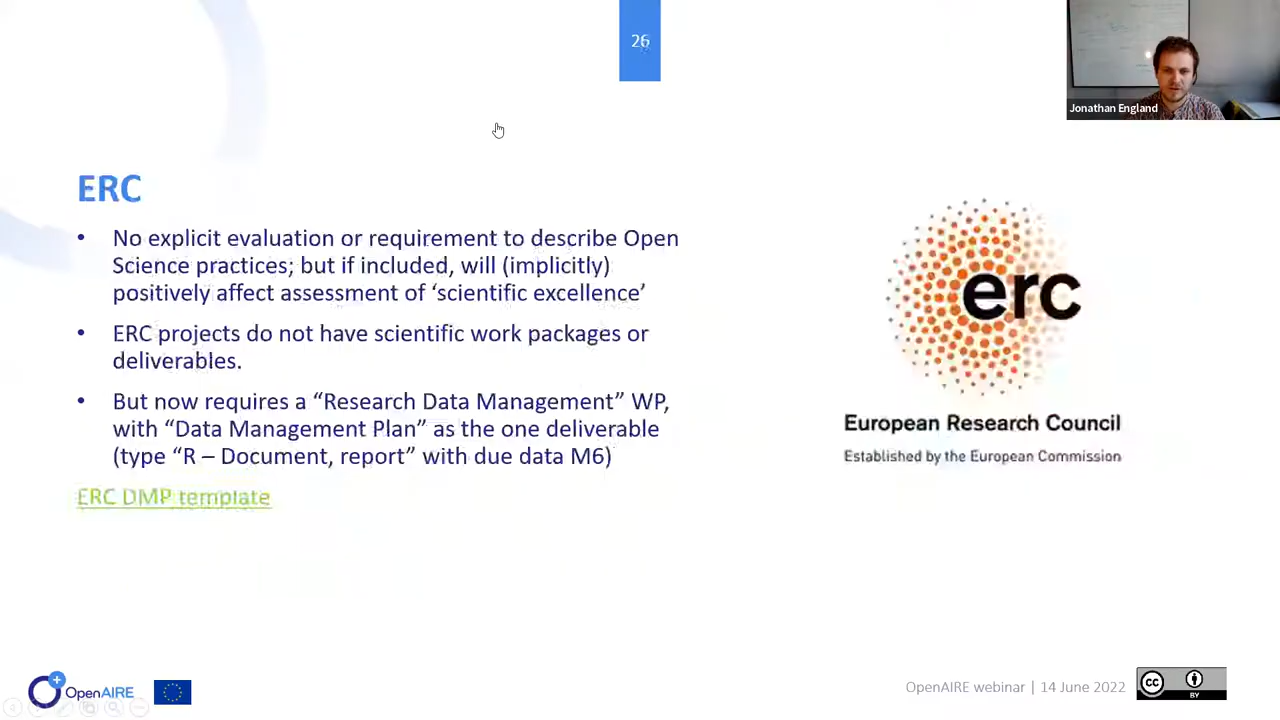 26
Jonathan England
ERC
• No explicit evaluation or requirement to describe Open
Science practices; but if included, will (implicitly)
positively affect assessment of ‘scientific excellence’
• ERC projects do not have scientific work packages or
deliverables.
• But now requires a “Research Data Management” WP,
with “Data Management Plan” as the one deliverable
(type “R – Document, report” with due data M6)
ERC DMP template
erc
European Research Council
Established by the European Commission
OpenAIRE
OpenAIRE webinar | 14 June 2022
CC
BY